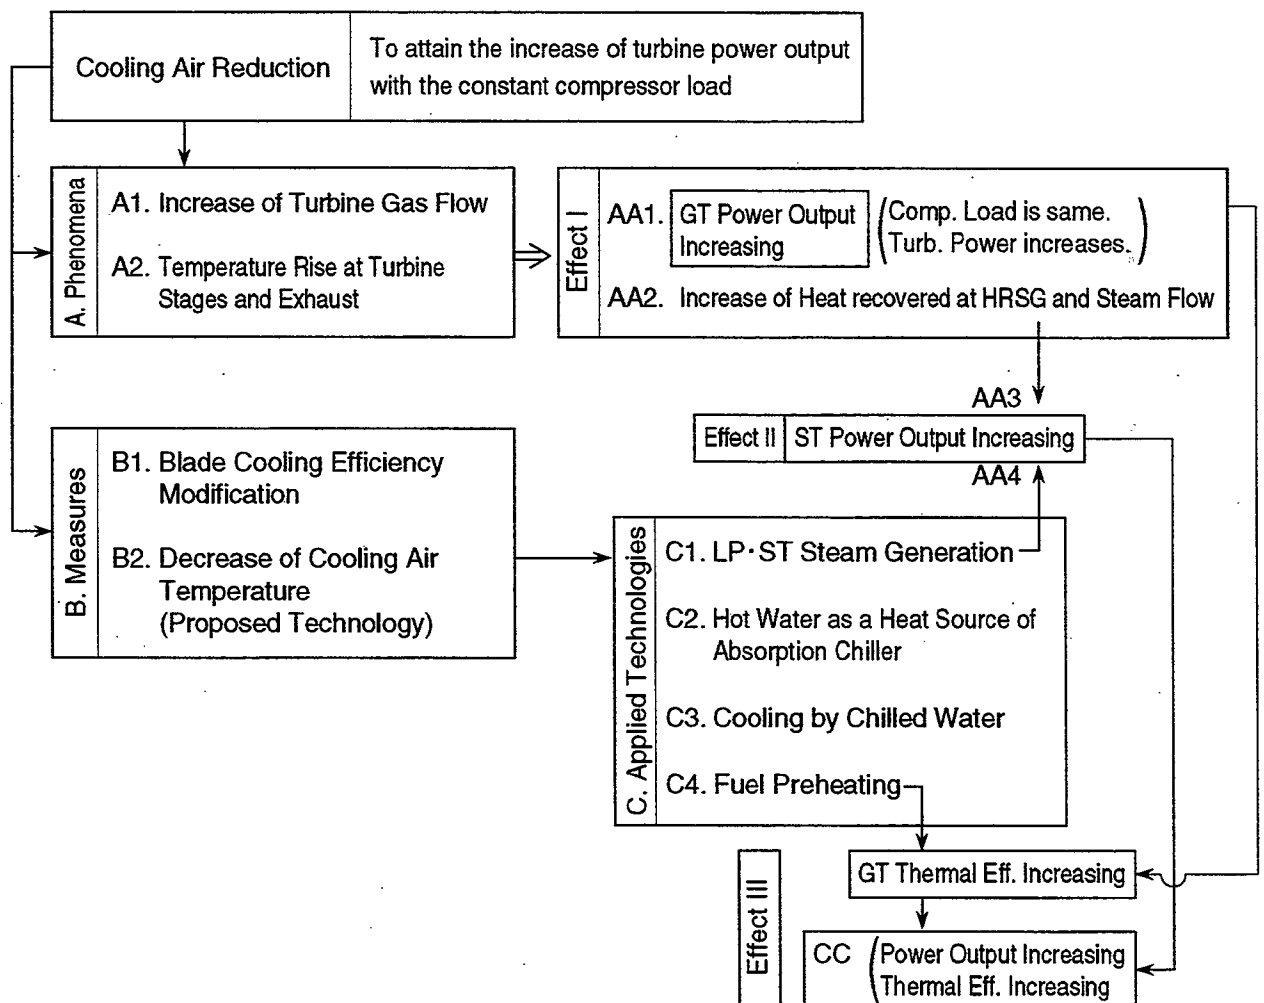 Cooling Air Reduction
To attain the increase of turbine power output
with the constant compressor load
A. Phenomena
A1. Increase of Turbine Gas Flow
A2. Temperature Rise at Turbine
Stages and Exhaust
Effect I
AA1. GT Power Output
Increasing
(Comp. Load is same.
Turb. Power increases.)
AA2. Increase of Heat recovered at HRSG and Steam Flow
AA3
Effect II ST Power Output Increasing
AA4
B. Measures
B1. Blade Cooling Efficiency
Modification
B2. Decrease of Cooling Air
Temperature
(Proposed Technology)
C. Applied Technologies
C1. LP·ST Steam Generation
C2. Hot Water as a Heat Source of
Absorption Chiller
C3. Cooling by Chilled Water
C4. Fuel Preheating
Effect III
GT Thermal Eff. Increasing
CC (Power Output Increasing
Thermal Eff. Increasing